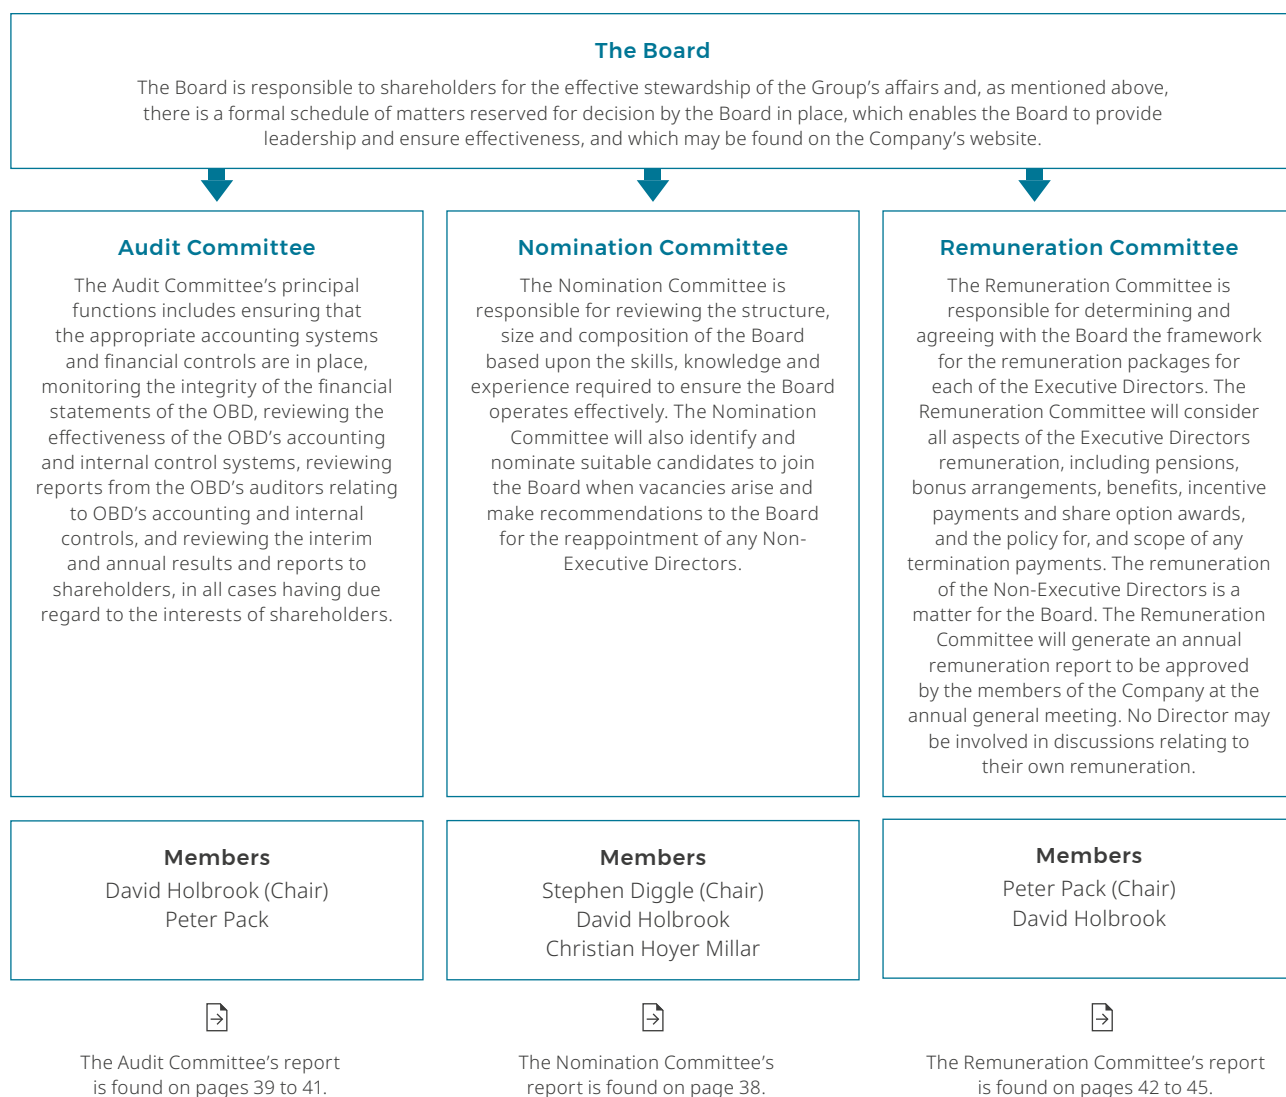 The Board
The Board is responsible to shareholders for the effective stewardship of the Group’s affairs and, as mentioned above,
there is a formal schedule of matters reserved for decision by the Board in place, which enables the Board to provide
leadership and ensure effectiveness, and which may be found on the Company’s website.
Audit Committee
The Audit Committee’s principal
functions includes ensuring that
the appropriate accounting systems
and financial controls are in place,
monitoring the integrity of the financial
statements of the OBD, reviewing the
effectiveness of the OBD’s accounting
and internal control systems, reviewing
reports from the OBD’s auditors relating
to OBD’s accounting and internal
controls, and reviewing the interim
and annual results and reports to
shareholders, in all cases having due
regard to the interests of shareholders.
Members
David Holbrook (Chair)
Peter Pack
The Audit Committee’s report
is found on pages 39 to 41.
Nomination Committee
The Nomination Committee is
responsible for reviewing the structure,
size and composition of the Board
based upon the skills, knowledge and
experience required to ensure the Board
operates effectively. The Nomination
Committee will also identify and
nominate suitable candidates to join
the Board when vacancies arise and
make recommendations to the Board
for the reappointment of any Non-
Executive Directors.
Members
Stephen Diggle (Chair)
David Holbrook
Christian Hoyer Millar
The Nomination Committee’s
report is found on page 38.
Remuneration Committee
The Remuneration Committee is
responsible for determining and
agreeing with the Board the framework
for the remuneration packages for
each of the Executive Directors. The
Remuneration Committee will consider
all aspects of the Executive Directors
remuneration, including pensions,
bonus arrangements, benefits, incentive
payments and share option awards,
and the policy for, and scope of any
termination payments. The remuneration
of the Non-Executive Directors is a
matter for the Board. The Remuneration
Committee will generate an annual
remuneration report to be approved
by the members of the Company at the
annual general meeting. No Director may
be involved in discussions relating to
their own remuneration.
Members
Peter Pack (Chair)
David Holbrook
The Remuneration Committee’s report
is found on pages 42 to 45.